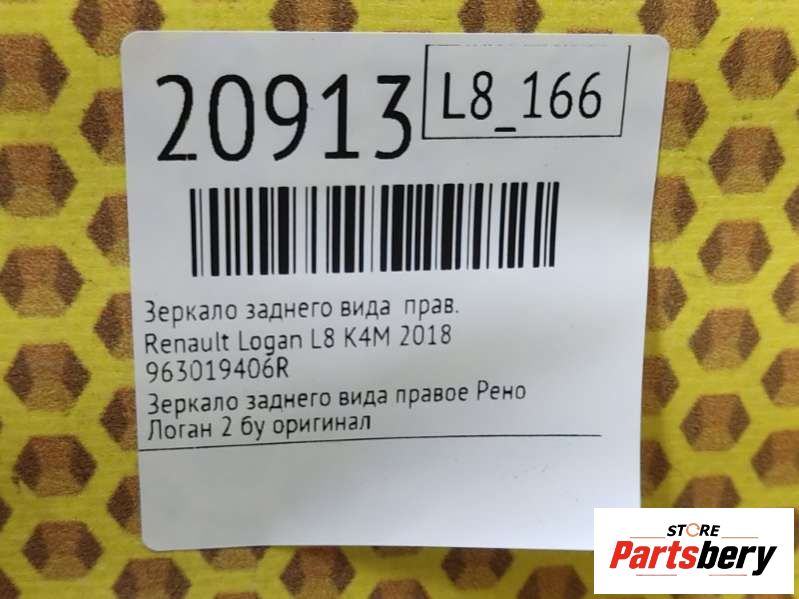 20913
L8_166
Зеркало заднего вида прав.
Renault Logan L8 K4M 2018
963019406R
Зеркало заднего вида правое Рено
Логан 2 бу оригинал
STORE
Partsbery